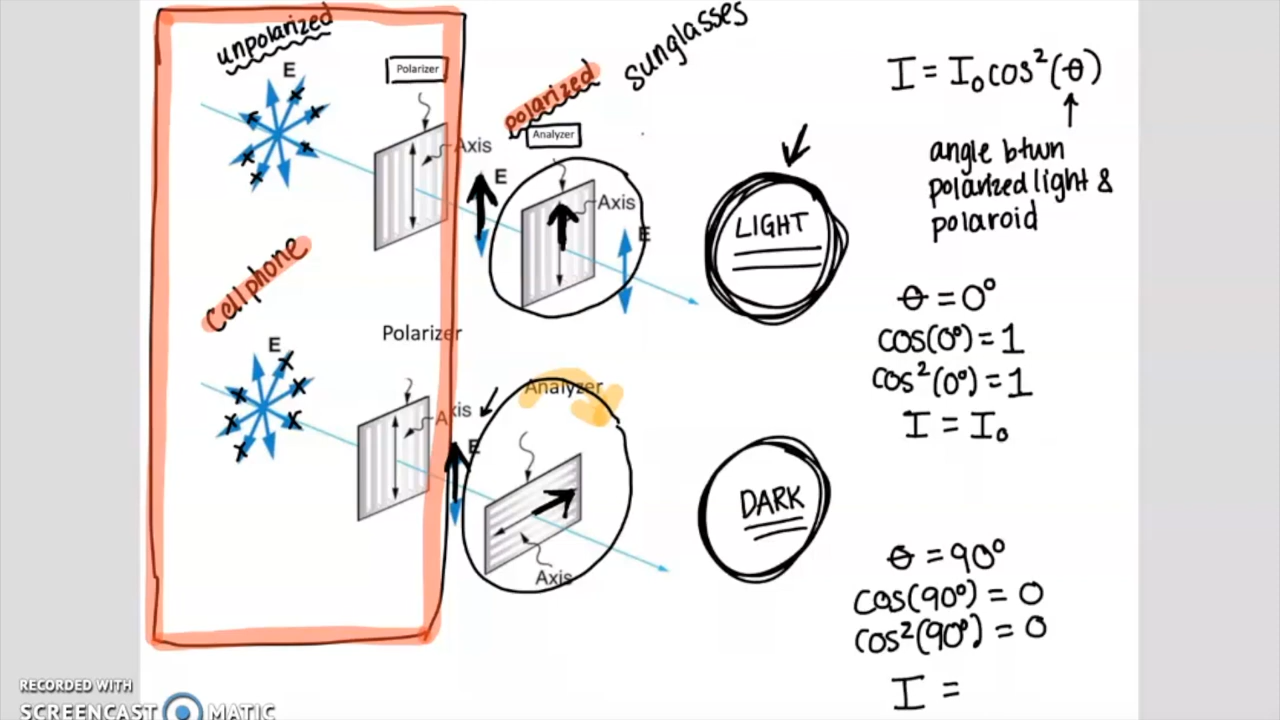 unpolarized
E
Polarizer
Axis
polarized
sunglasses
Analyzer
E
Axis
E
LIGHT
I = I₀cos²(θ)
angle btwn
polarized light &
polaroid
θ = 0°
cos(0°) = 1
cos²(0°) = 1
I = I₀
Cell phone
E
Polarizer
Axis
E
Analyzer
Axis
DARK
θ = 90°
cos(90°) = 0
cos²(90°) = 0
I =
RECORDED WITH
SCREENCAST MATIC